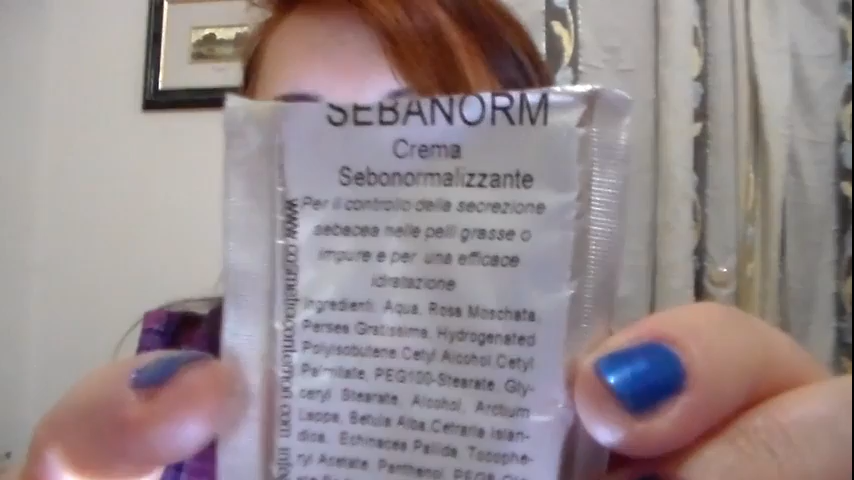 SEBANORM
Crema
Sebonormalizzante
Per il controllo della secrezione
sebacea nelle pelli grasse o
impure e per una efficace
idratazione
Ingredienti: Aqua, Rosa Moschata,
Persea Gratissima, Hydrogenated
Polyisobutene, Cetyl Alcohol, Cetyl
Palmitate, PEG100-Stearate, Gly-
ceryl Stearate, Alcohol, Arctium
Lappa, Betula Alba, Cetraria Islan-
dica, Echinacea Pallida, Tocophe-
ryl Acetate, Panthenol, PEG8